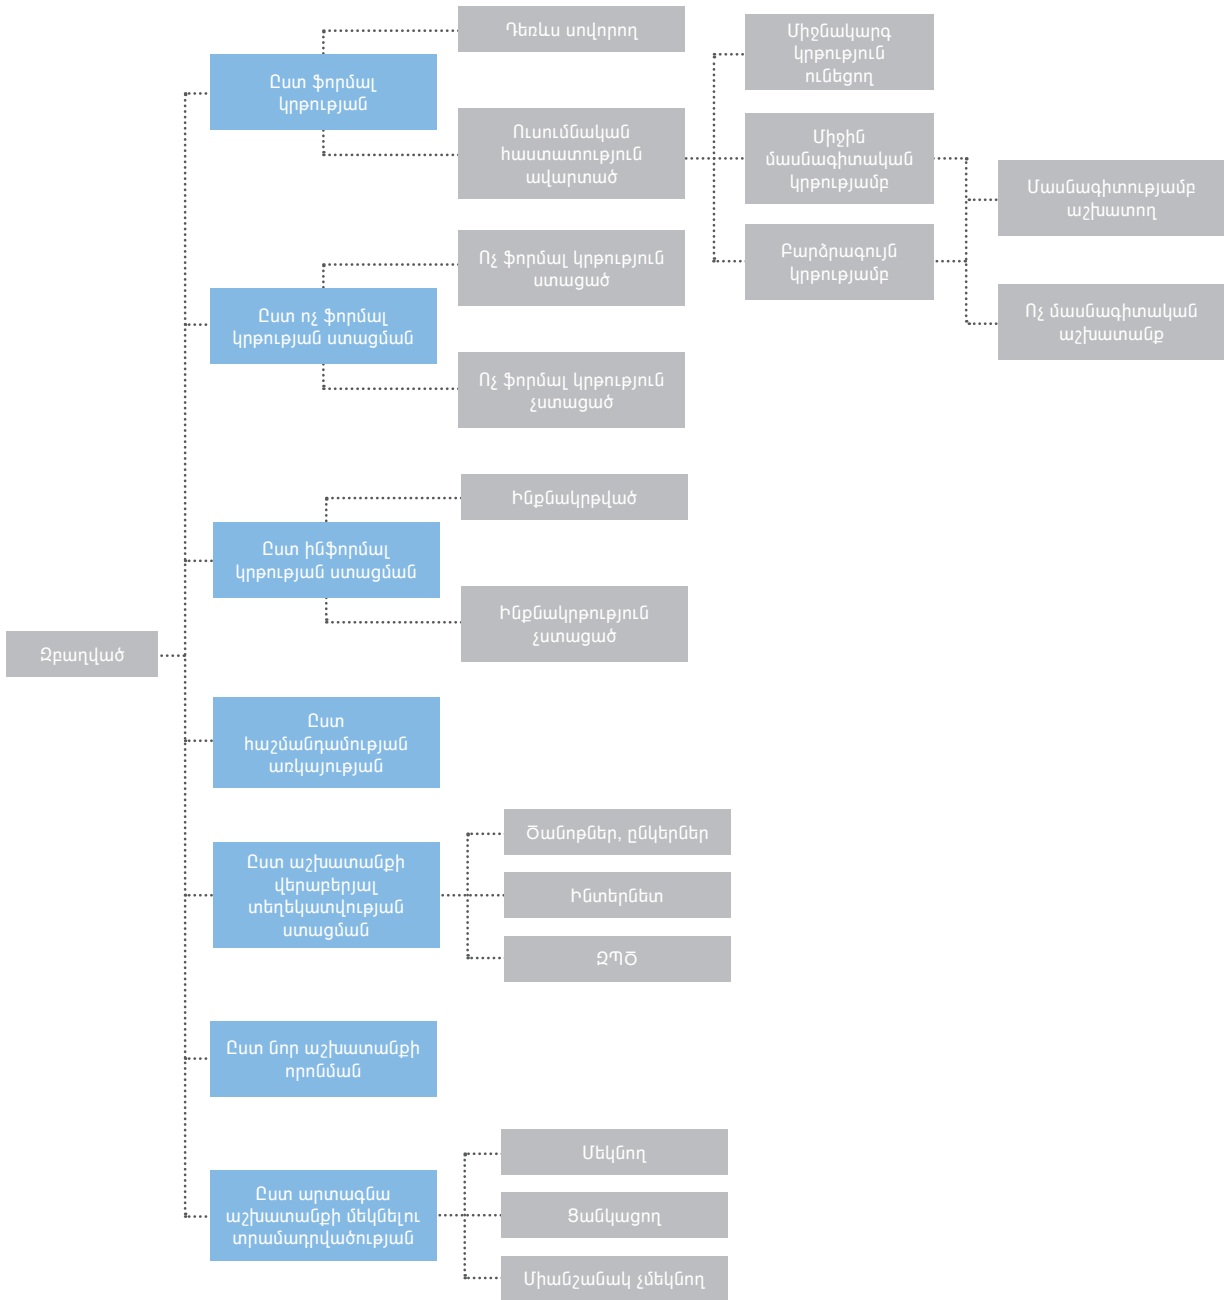 Զբաղված
Ըստ ֆորմալ
կրթության
Դեռևս սովորող
Ուսումնական
հաստատություն
ավարտած
Միջնակարգ
կրթություն
ունեցող
Միջին
մասնագիտական
կրթությամբ
Բարձրագույն
կրթությամբ
Մասնագիտությամբ
աշխատող
Ոչ մասնագիտական
աշխատանք
Ըստ ոչ ֆորմալ
կրթության ստացման
Ոչ ֆորմալ կրթություն
ստացած
Ոչ ֆորմալ կրթություն
չստացած
Ըստ ինֆորմալ
կրթության ստացման
Ինքնակրթված
Ինքնակրթություն
չստացած
Ըստ
հաշմանդամության
առկայության
Ըստ աշխատանքի
վերաբերյալ
տեղեկատվության
ստացման
Ծանոթներ, ընկերներ
Ինտերնետ
ԶՊԾ
Ըստ նոր աշխատանքի
որոնման
Ըստ արտագնա
աշխատանքի մեկնելու
տրամադրվածության
Մեկնող
Ցանկացող
Միանշանակ չմեկնող